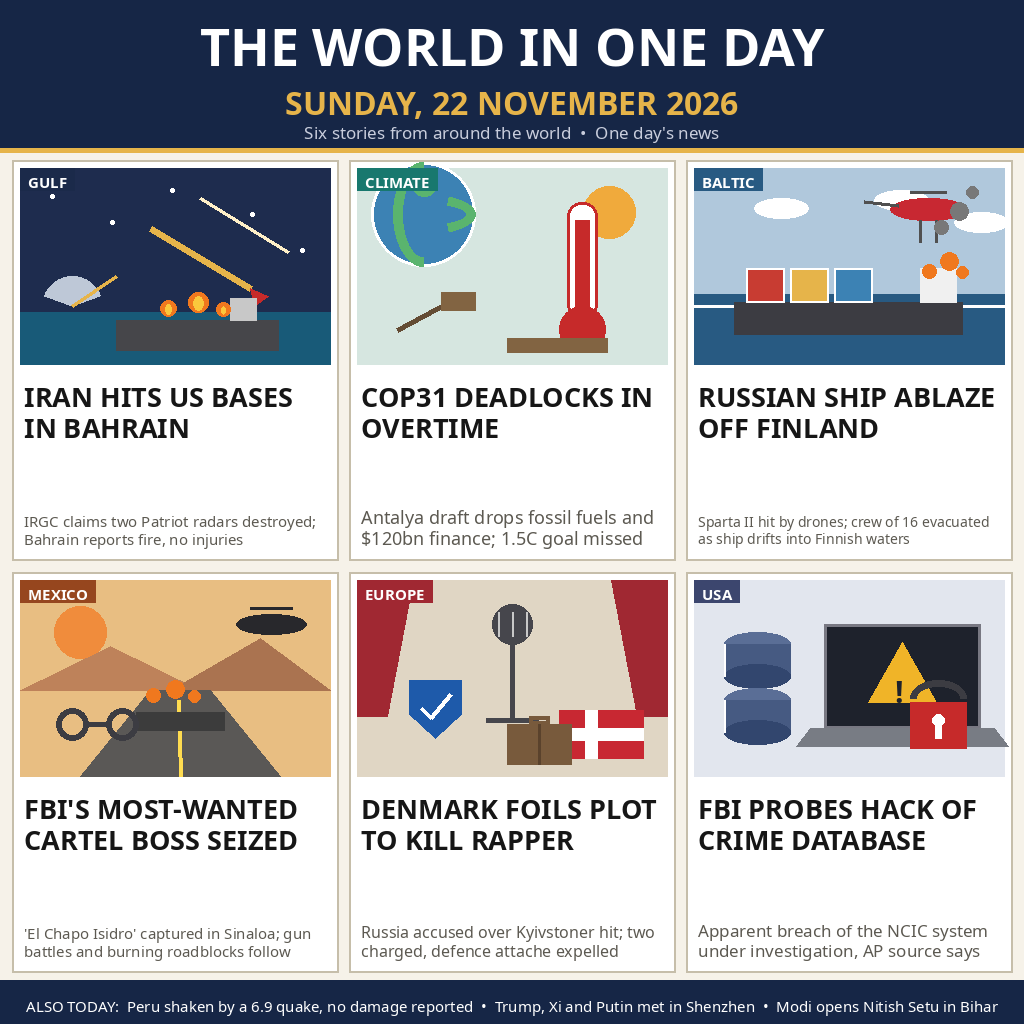 THE WORLD IN ONE DAY
SUNDAY, 22 NOVEMBER 2026
Six stories from around the world • One day's news
GULF
IRAN HITS US BASES
IN BAHRAIN
IRGC claims two Patriot radars destroyed;
Bahrain reports fire, no injuries
CLIMATE
COP31 DEADLOCKS IN
OVERTIME
Antalya draft drops fossil fuels and
$120bn finance; 1.5C goal missed
BALTIC
RUSSIAN SHIP ABLAZE
OFF FINLAND
Sparta II hit by drones; crew of 16 evacuated
as ship drifts into Finnish waters
MEXICO
FBI'S MOST-WANTED
CARTEL BOSS SEIZED
'El Chapo Isidro' captured in Sinaloa; gun
battles and burning roadblocks follow
EUROPE
DENMARK FOILS PLOT
TO KILL RAPPER
Russia accused over Kyivstoner hit; two
charged, defence attache expelled
USA
!
FBI PROBES HACK OF
CRIME DATABASE
Apparent breach of the NCIC system
under investigation, AP source says
ALSO TODAY: Peru shaken by a 6.9 quake, no damage reported • Trump, Xi and Putin met in Shenzhen • Modi opens Nitish Setu in Bihar